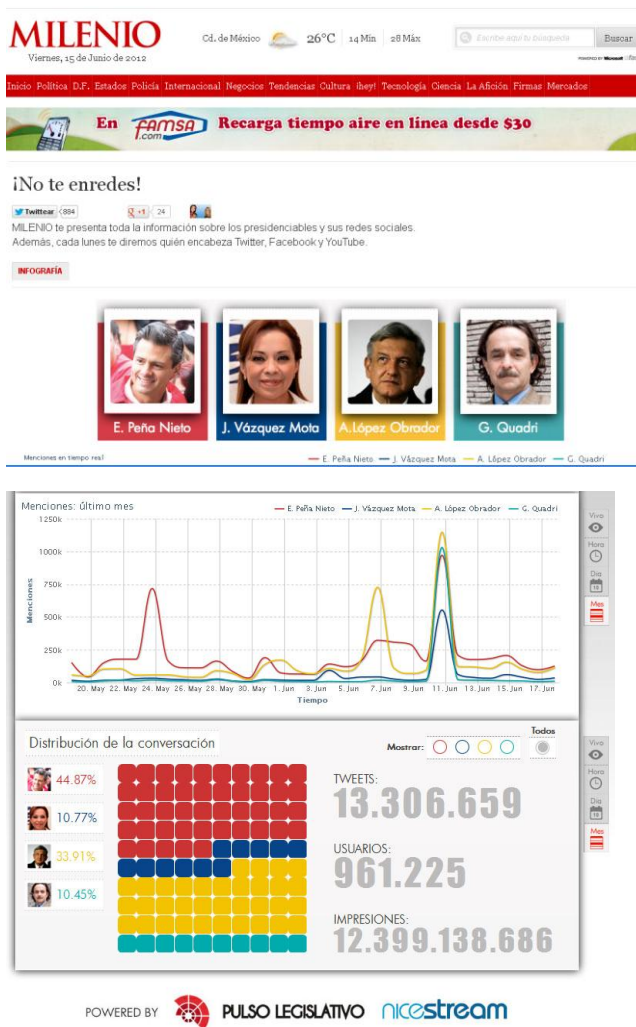 MILENIO
Viernes, 15 de Junio de 2012
Cd. de México 26°C 14 Min 28 Máx
Escribe aquí tu búsqueda Buscar
Inicio Política D.F. Estados Policía Internacional Negocios Tendencias Cultura ¡hey! Tecnología Ciencia La Afición Firmas Mercados
En FAMSA.com Recarga tiempo aire en línea desde $30
¡No te enredes!
Twittear 884 +1 24
MILENIO te presenta toda la información sobre los presidenciables y sus redes sociales.
Además, cada lunes te diremos quién encabeza Twitter, Facebook y YouTube.
INFOGRAFÍA
E. Peña Nieto J. Vázquez Mota A.López Obrador G. Quadri
Menciones en tiempo real E. Peña Nieto J. Vázquez Mota A. López Obrador G. Quadri
Menciones: último mes E. Peña Nieto J. Vázquez Mota A. López Obrador G. Quadri
1250k
1000k
750k
500k
250k
0k
Menciones
20. May 22. May 24. May 26. May 28. May 30. May 1. Jun 3. Jun 5. Jun 7. Jun 9. Jun 11. Jun 13. Jun 15. Jun 17. Jun
Tiempo
Vivo
Hora
Día
Mes
Distribución de la conversación
Mostrar: Todos
44.87%
10.77%
33.91%
10.45%
TWEETS:
13.306.659
USUARIOS:
961.225
IMPRESIONES:
12.399.138.686
Vivo
Hora
Día
Mes
POWERED BY PULSO LEGISLATIVO nicestream